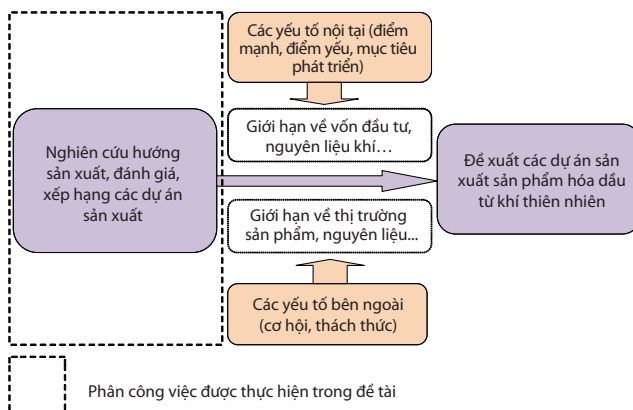 Các yếu tố nội tại (điểm
mạnh, điểm yếu, mục tiêu
phát triển)
Giới hạn về vốn đầu tư,
nguyên liệu khí...
Nghiên cứu hướng
sản xuất, đánh giá,
xếp hạng các dự án
sản xuất
Đề xuất các dự án sản
xuất sản phẩm hóa dầu
từ khí thiên nhiên
Giới hạn về thị trường
sản phẩm, nguyên liệu...
Các yếu tố bên ngoài
(cơ hội, thách thức)
Phân công việc được thực hiện trong đề tài